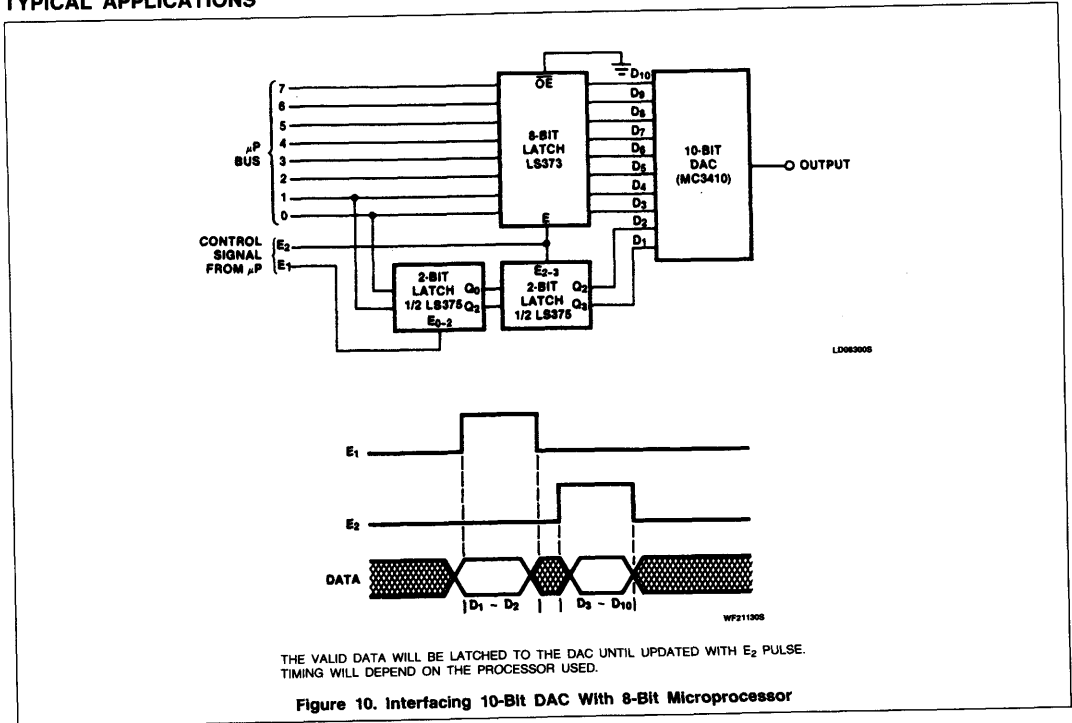 TYPICAL APPLICATIONS
μP
BUS
7
6
5
4
3
2
1
0
OE
8-BIT
LATCH
LS373
E
D10
D9
D8
D7
D6
D5
D4
D3
D2
D1
10-BIT
DAC
(MC3410)
OUTPUT
CONTROL
SIGNAL
FROM μP
E2
E1
2-BIT
LATCH
1/2 LS375
Q0
Q2
E0-2
E2-3
2-BIT
LATCH
1/2 LS375
Q2
Q3
LD06300S
E1
E2
DATA
D1 - D2
D3 - D10
WF21130S
THE VALID DATA WILL BE LATCHED TO THE DAC UNTIL UPDATED WITH E2 PULSE.
TIMING WILL DEPEND ON THE PROCESSOR USED.
Figure 10. Interfacing 10-Bit DAC With 8-Bit Microprocessor